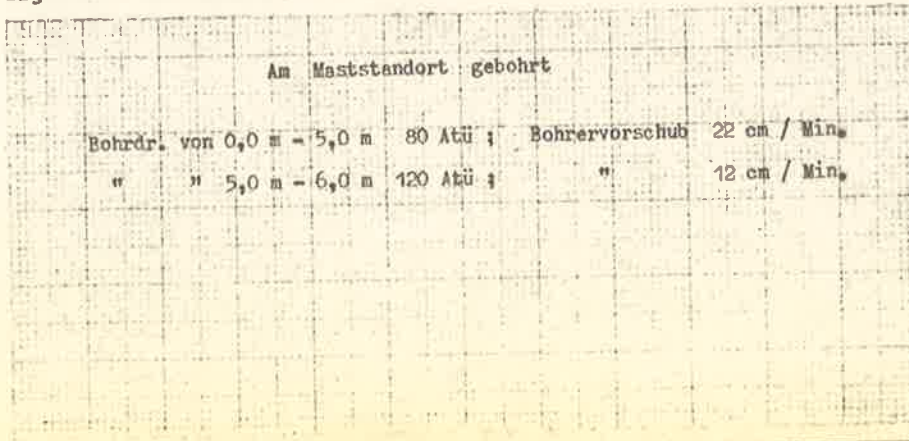 Am Maststandort gebohrt
Bohrdr. von 0,0 m - 5,0 m 80 Atü ; Bohrervorschub 22 cm / Min.
" " 5,0 m - 6,0 m 120 Atü ; " 12 cm / Min.